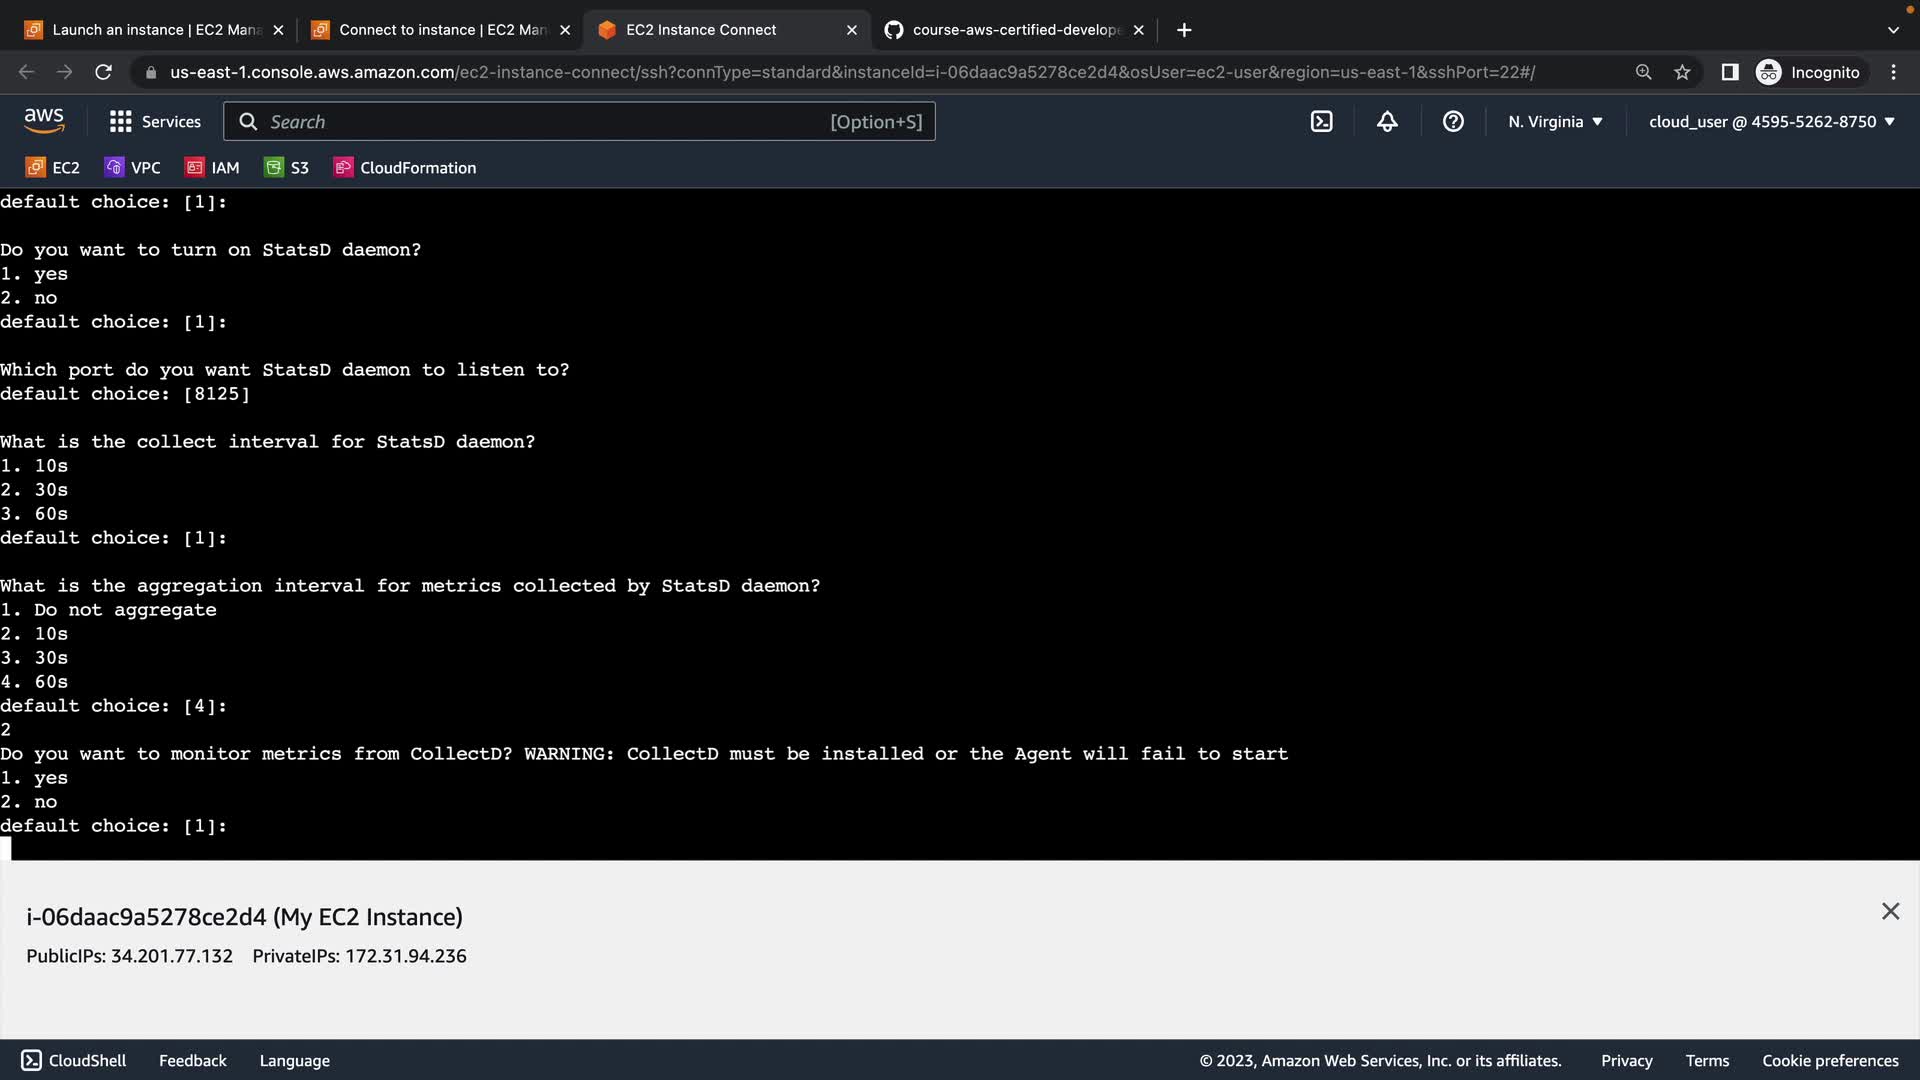 Launch an instance | EC2 Mana
Connect to instance | EC2 Man
EC2 Instance Connect
course-aws-certified-develope
us-east-1.console.aws.amazon.com/ec2-instance-connect/ssh?connType=standard&instanceId=i-06daac9a5278ce2d4&osUser=ec2-user&region=us-east-1&sshPort=22#/
Incognito
aws
Services
Search
[Option+S]
N. Virginia
cloud_user @ 4595-5262-8750
EC2
VPC
IAM
S3
CloudFormation
default choice: [1]:
Do you want to turn on StatsD daemon?
1. yes
2. no
default choice: [1]:
Which port do you want StatsD daemon to listen to?
default choice: [8125]
What is the collect interval for StatsD daemon?
1. 10s
2. 30s
3. 60s
default choice: [1]:
What is the aggregation interval for metrics collected by StatsD daemon?
1. Do not aggregate
2. 10s
3. 30s
4. 60s
default choice: [4]:
2
Do you want to monitor metrics from CollectD? WARNING: CollectD must be installed or the Agent will fail to start
1. yes
2. no
default choice: [1]:
i-06daac9a5278ce2d4 (My EC2 Instance)
PublicIPs: 34.201.77.132 PrivateIPs: 172.31.94.236
CloudShell
Feedback
Language
© 2023, Amazon Web Services, Inc. or its affiliates.
Privacy
Terms
Cookie preferences